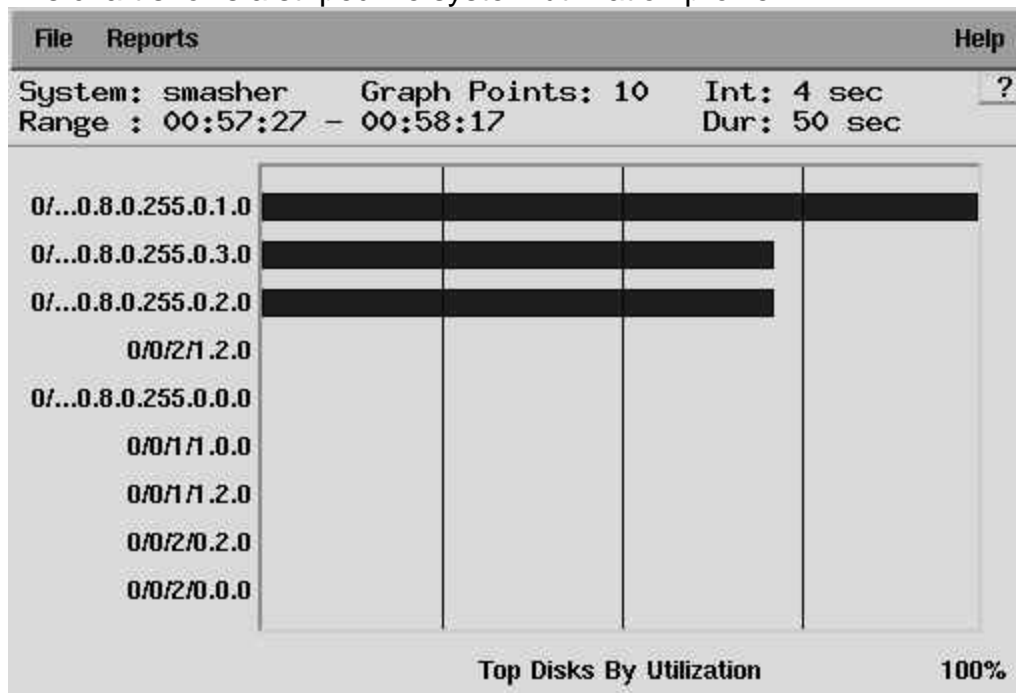 File Reports Help
System: smasher Graph Points: 10 Int: 4 sec ?
Range : 00:57:27 - 00:58:17 Dur: 50 sec
0/...0.8.0.255.0.1.0
0/...0.8.0.255.0.3.0
0/...0.8.0.255.0.2.0
0/0/2/1.2.0
0/...0.8.0.255.0.0.0
0/0/1/1.0.0
0/0/1/1.2.0
0/0/2/0.2.0
0/0/2/0.0.0
Top Disks By Utilization 100%